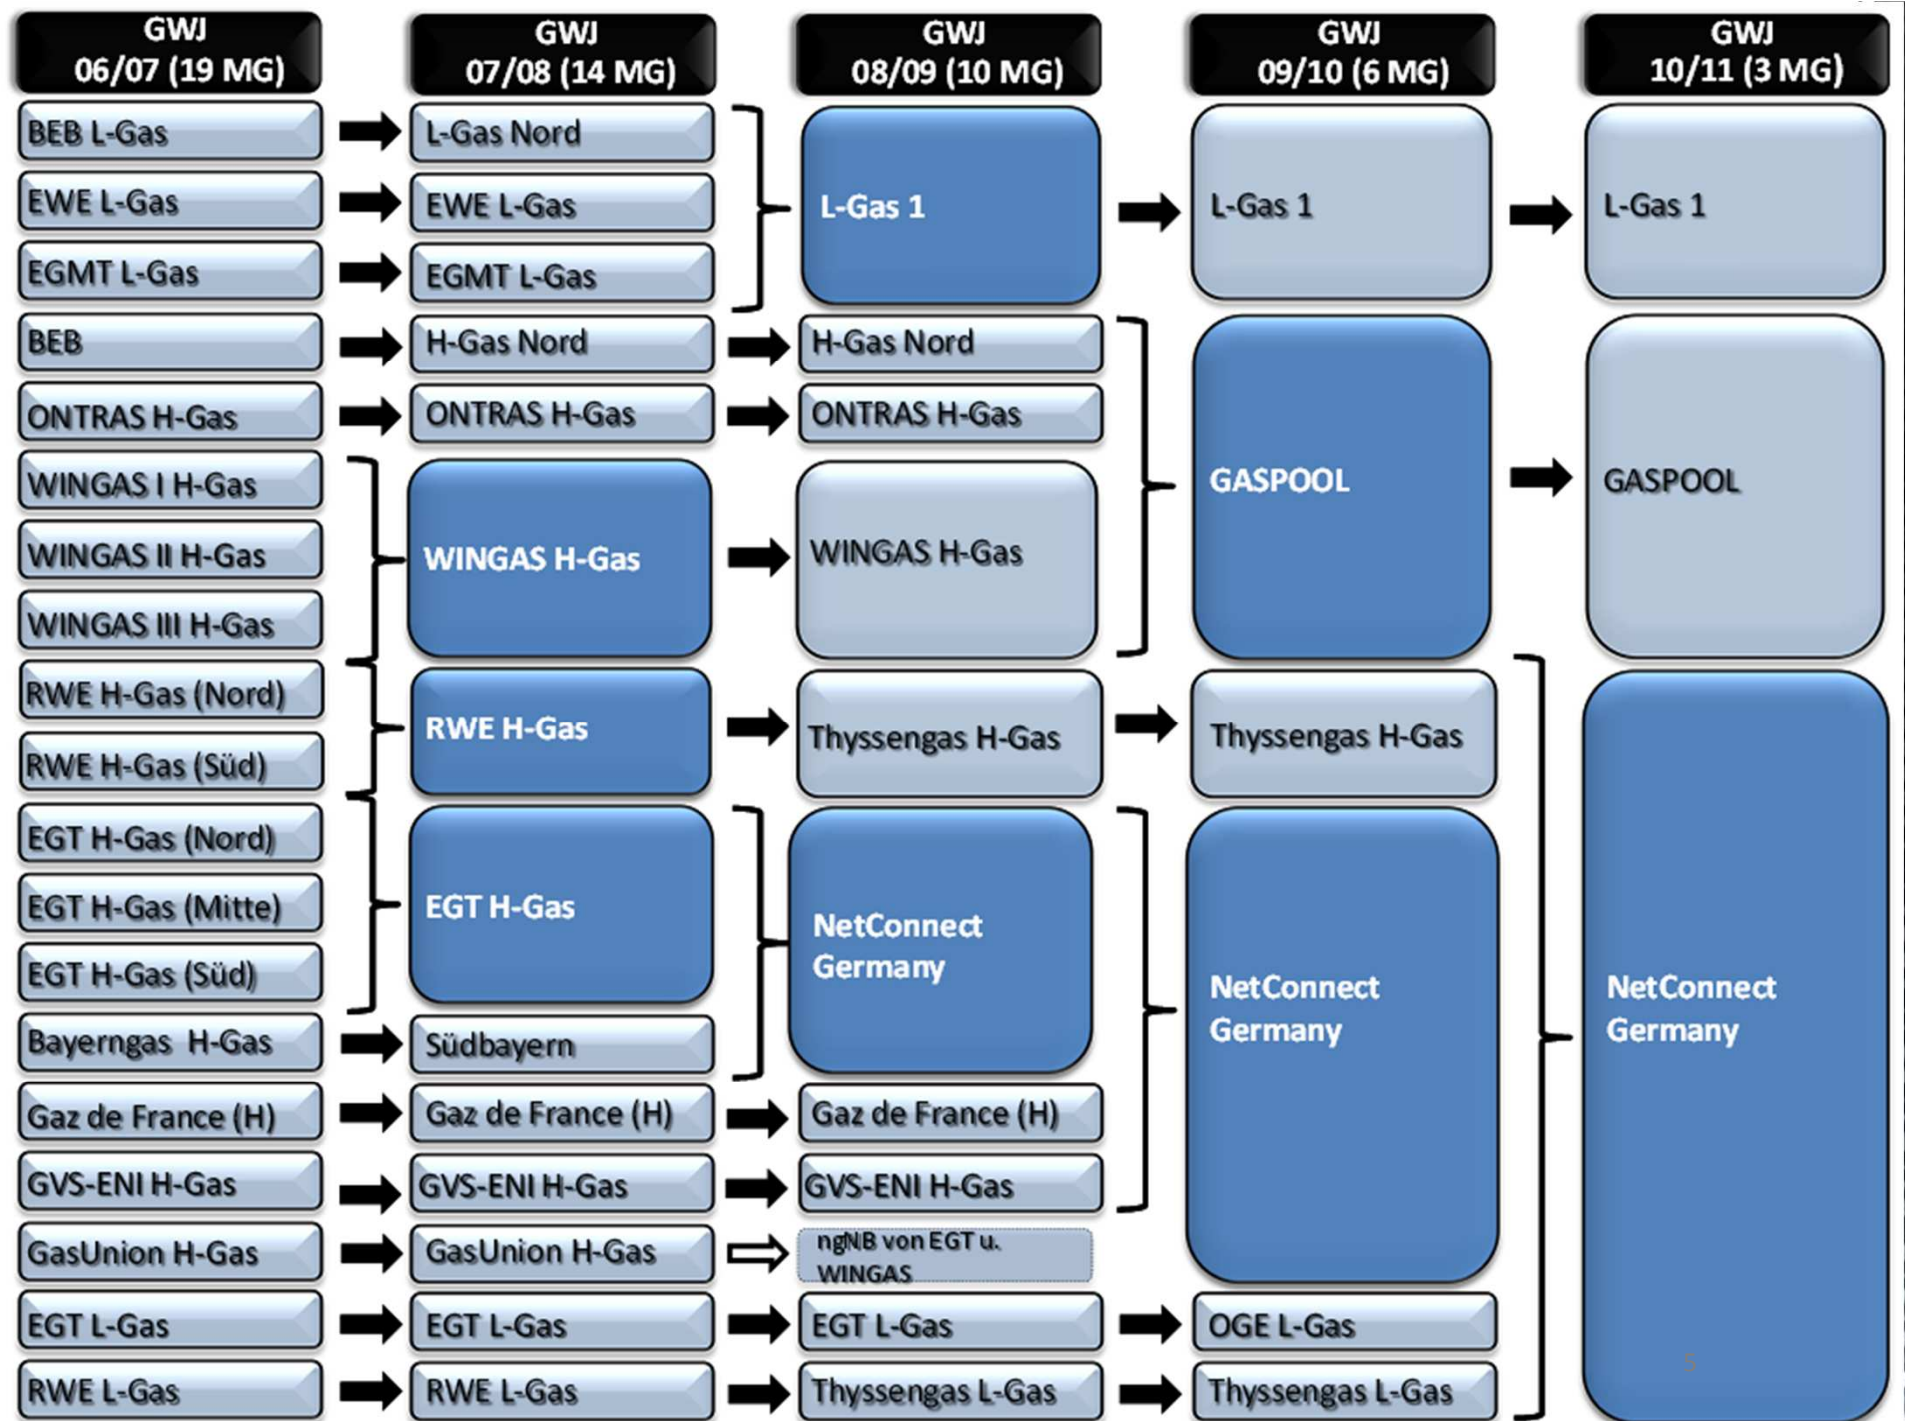 GWJ
06/07 (19 MG)
GWJ
07/08 (14 MG)
GWJ
08/09 (10 MG)
GWJ
09/10 (6 MG)
GWJ
10/11 (3 MG)
BEB L-Gas
EWE L-Gas
EGMT L-Gas
BEB
ONTRAS H-Gas
WINGAS I H-Gas
WINGAS II H-Gas
WINGAS III H-Gas
RWE H-Gas (Nord)
RWE H-Gas (Süd)
EGT H-Gas (Nord)
EGT H-Gas (Mitte)
EGT H-Gas (Süd)
Bayerngas H-Gas
Gaz de France (H)
GVS-ENI H-Gas
GasUnion H-Gas
EGT L-Gas
RWE L-Gas
L-Gas Nord
EWE L-Gas
EGMT L-Gas
H-Gas Nord
ONTRAS H-Gas
WINGAS H-Gas
RWE H-Gas
EGT H-Gas
Südbayern
Gaz de France (H)
GVS-ENI H-Gas
GasUnion H-Gas
EGT L-Gas
RWE L-Gas
L-Gas 1
H-Gas Nord
ONTRAS H-Gas
WINGAS H-Gas
Thyssengas H-Gas
NetConnect
Germany
Gaz de France (H)
GVS-ENI H-Gas
ngNB von EGT u.
WINGAS
EGT L-Gas
Thyssengas L-Gas
L-Gas 1
GASPOOL
Thyssengas H-Gas
NetConnect
Germany
OGE L-Gas
Thyssengas L-Gas
L-Gas 1
GASPOOL
NetConnect
Germany
5